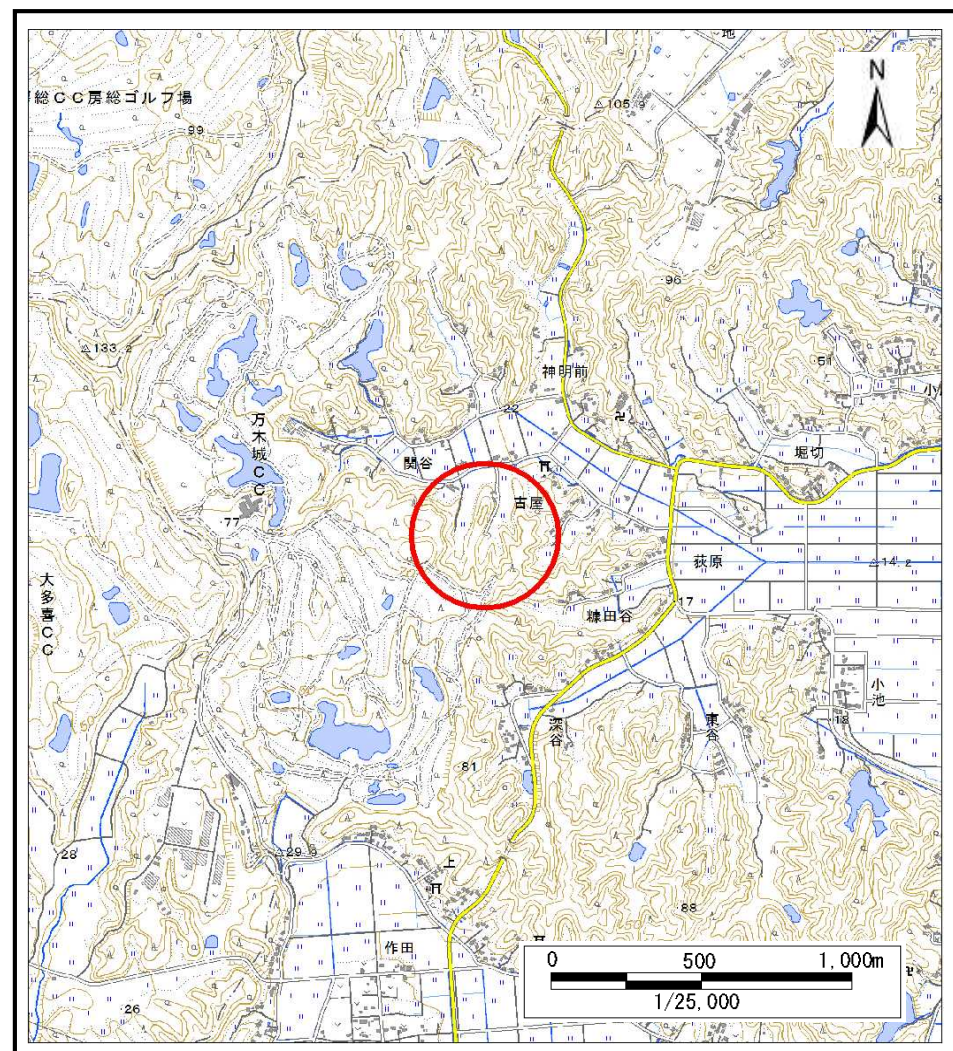 総CC房総ゴルフ場
99
105.9
N
96
133.2
51
神明前
22
万木城CC
関谷
堀切
古屋
77
荻原
14.2
大多喜CC
糠田谷
17
小池
深谷
東谷
18
81
28
29.9
上
88
作田
26
0 500 1,000m
1/25,000